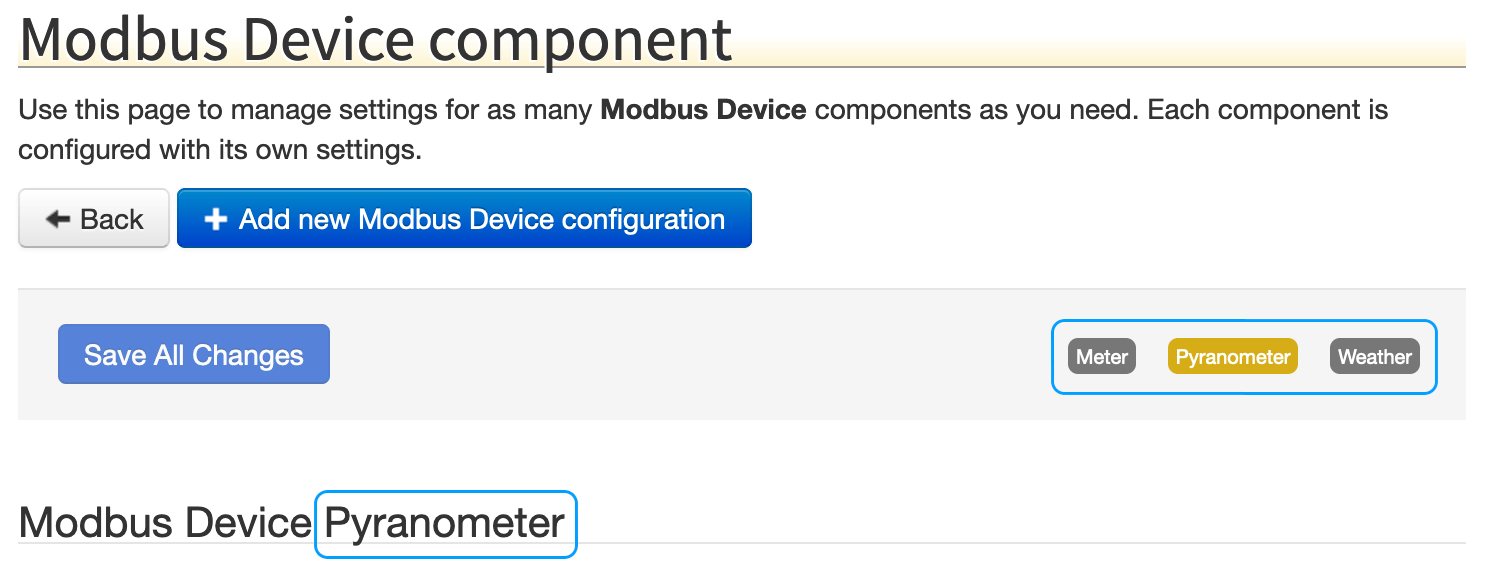 Modbus Device component
Use this page to manage settings for as many Modbus Device components as you need. Each component is
configured with its own settings.
Back
Add new Modbus Device configuration
Save All Changes
Meter
Pyranometer
Weather
Modbus Device Pyranometer